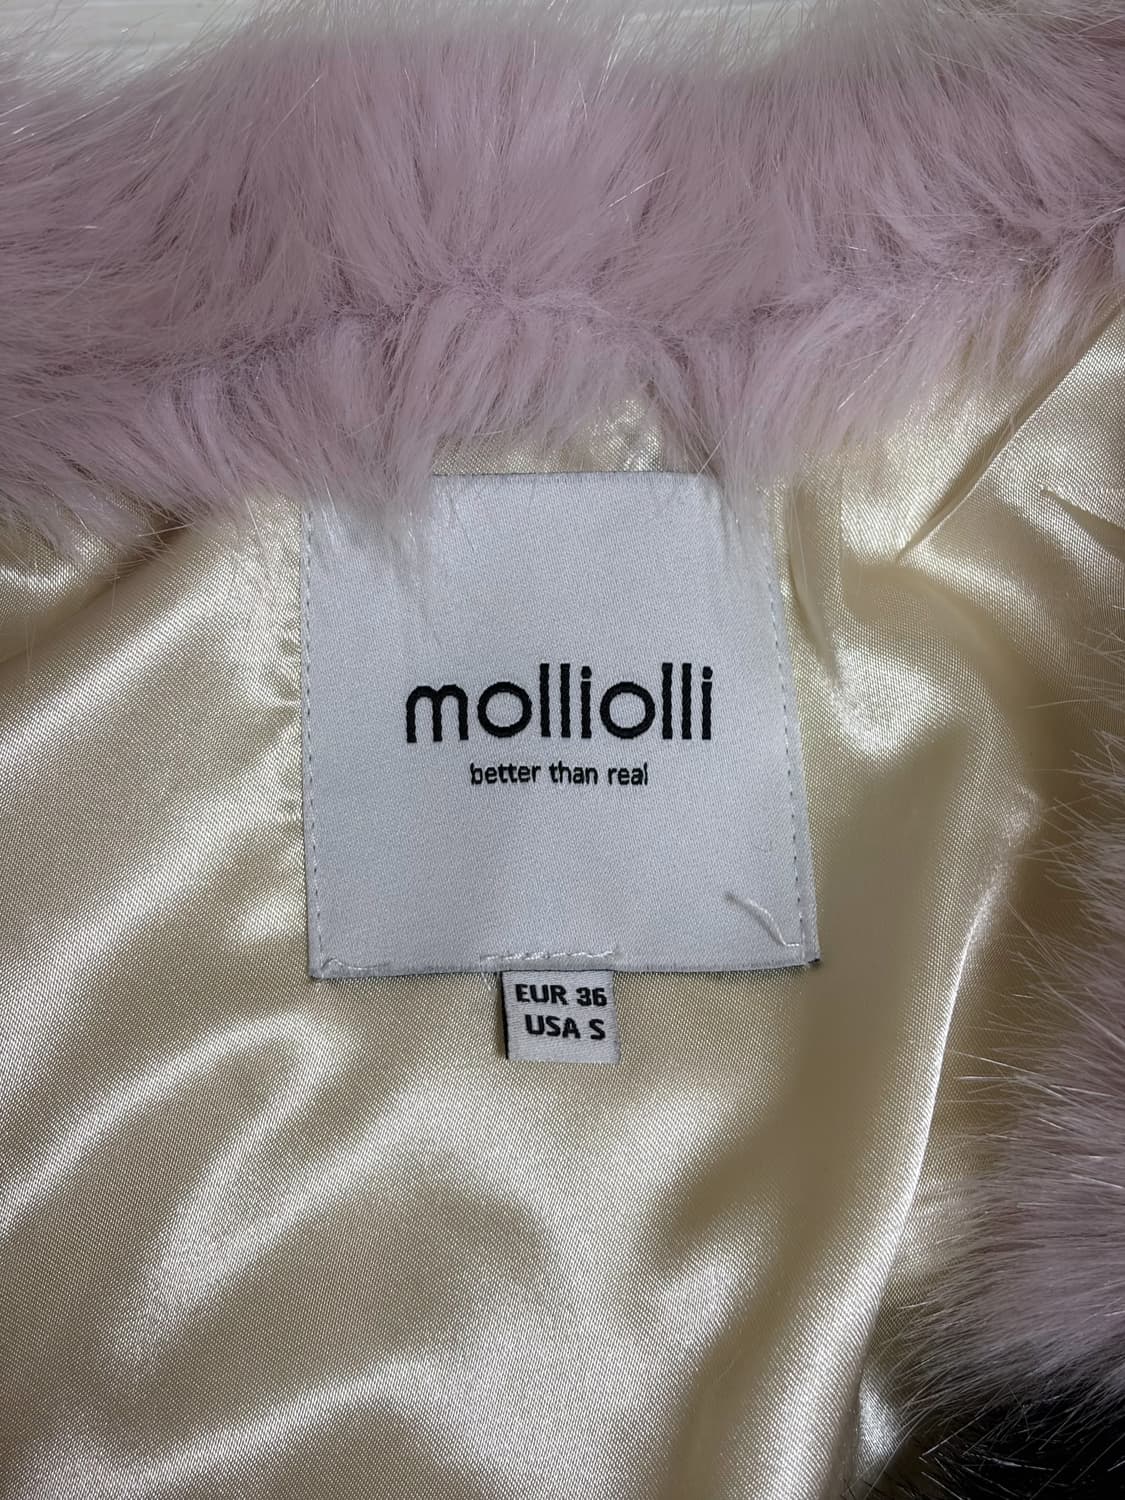 molliolli
better than real
EUR 36
USA S